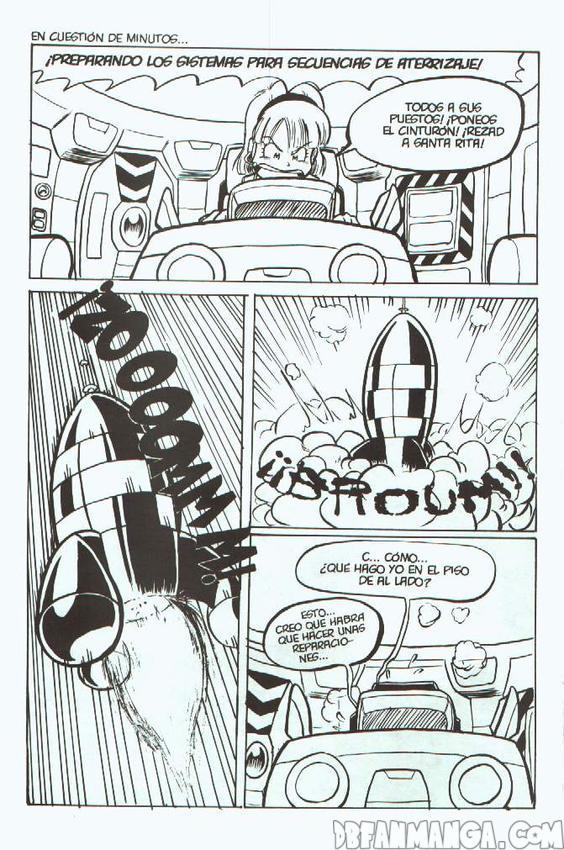 EN CUESTIÓN DE MINUTOS...
¡PREPARANDO LOS SISTEMAS PARA SECUENCIAS DE ATERRIZAJE!
TODOS A SUS
PUESTOS! ¡PONEOS
EL CINTURÓN! ¡REZAD
A SANTA RITA!
¡ZOOOOMMMM!!
¡¡BROUM!!
C... CÓMO...
¿QUE HAGO YO EN EL PISO
DE AL LADO?
ESTO...
CREO QUE HABRA
QUE HACER UNAS
REPARACIO-
NES...
DBFANMANGA.COM